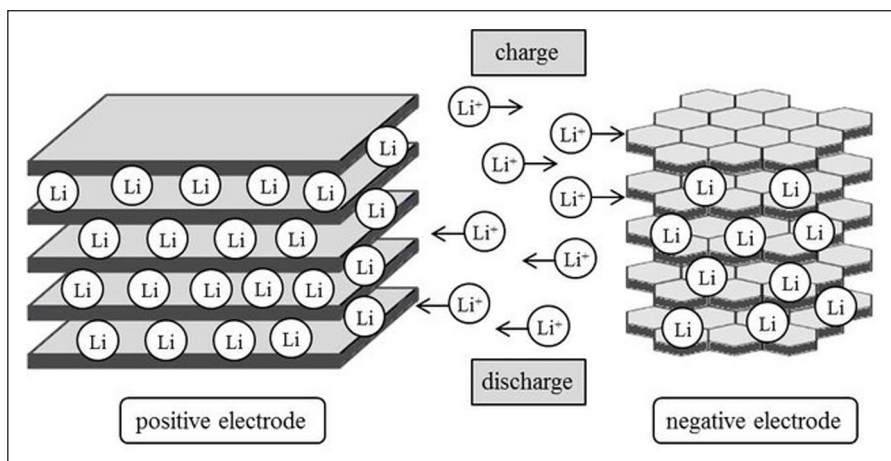 charge
Li⁺
Li⁺
Li
Li⁺
Li Li Li Li Li Li⁺ Li Li
Li
Li Li Li Li Li⁺ Li Li Li
Li Li⁺
Li Li Li Li Li Li Li
Li Li⁺ Li
Li Li Li Li Li⁺ Li Li
discharge
positive electrode
negative electrode